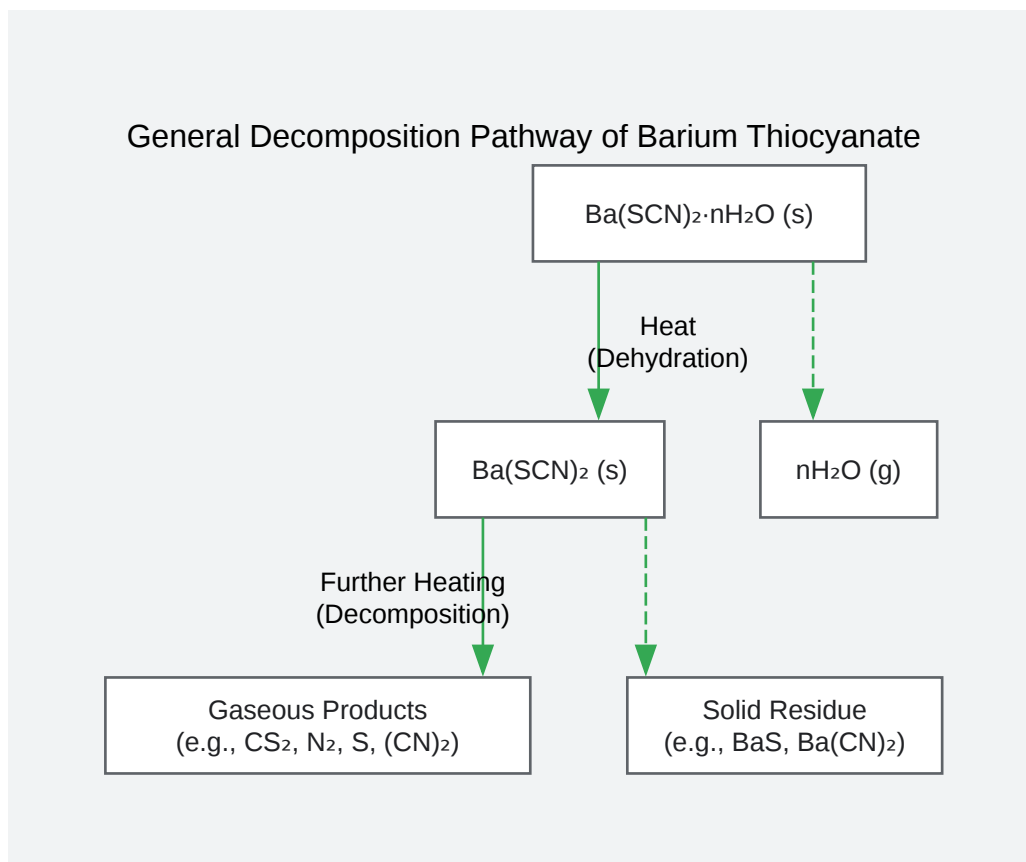 General Decomposition Pathway of Barium Thiocyanate
Ba(SCN)₂·nH₂O (s)
Heat
(Dehydration)
Ba(SCN)₂ (s)
nH₂O (g)
Further Heating
(Decomposition)
Gaseous Products
(e.g., CS₂, N₂, S, (CN)₂)
Solid Residue
(e.g., BaS, Ba(CN)₂)